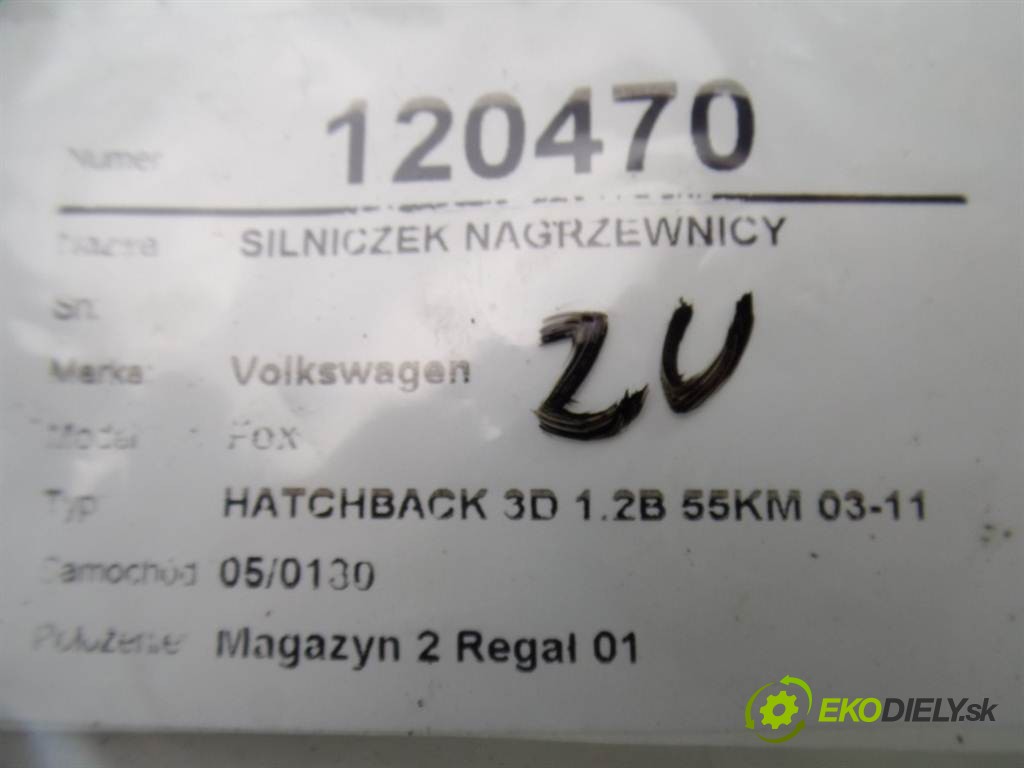 Numer 120470
Nazwa SILNICZEK NAGRZEWNICY
Sn.
Marka Volkswagen
ZU
Model Fox
Typ HATCHBACK 3D 1.2B 55KM 03-11
Samochód 05/0130
Położenie Magazyn 2 Regał 01
EKODIELY.sk